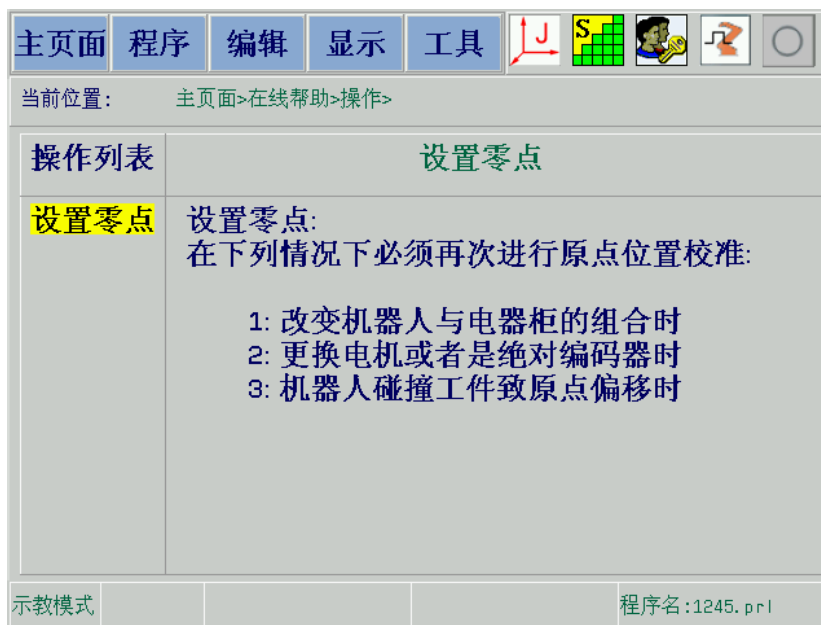 主页面 程序 编辑 显示 工具 J S
当前位置: 主页面>在线帮助>操作>
操作列表 设置零点
设置零点 设置零点:
在下列情况下必须再次进行原点位置校准:
1: 改变机器人与电器柜的组合时
2: 更换电机或者是绝对编码器时
3: 机器人碰撞工件致原点偏移时
示教模式 程序名:1245.prl